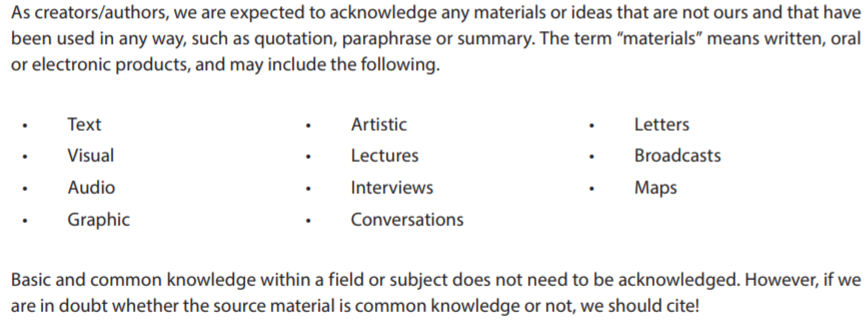 As creators/authors, we are expected to acknowledge any materials or ideas that are not ours and that have
been used in any way, such as quotation, paraphrase or summary. The term “materials” means written, oral
or electronic products, and may include the following.
• Text
• Visual
• Audio
• Graphic
• Artistic
• Lectures
• Interviews
• Conversations
• Letters
• Broadcasts
• Maps
Basic and common knowledge within a field or subject does not need to be acknowledged. However, if we
are in doubt whether the source material is common knowledge or not, we should cite!